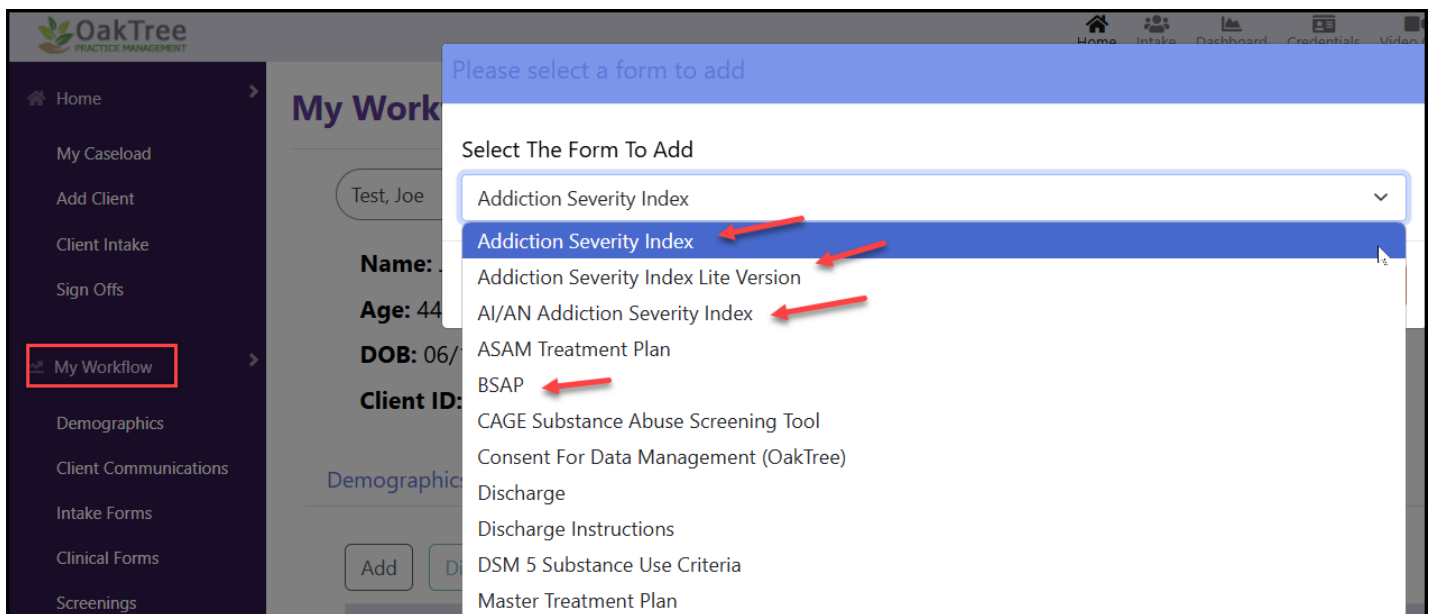 OakTree
PRACTICE MANAGEMENT
Home
Intake
Dashboard
Credentials
Video
Please select a form to add
Home
My Caseload
Add Client
Client Intake
Sign Offs
My Workflow
Demographics
Client Communications
Intake Forms
Clinical Forms
Screenings
My Work
Test, Joe
Name:
Age: 44
DOB: 06/
Client ID:
Demographics
Add
Select The Form To Add
Addiction Severity Index
Addiction Severity Index
Addiction Severity Index Lite Version
AI/AN Addiction Severity Index
ASAM Treatment Plan
BSAP
CAGE Substance Abuse Screening Tool
Consent For Data Management (OakTree)
Discharge
Discharge Instructions
DSM 5 Substance Use Criteria
Master Treatment Plan